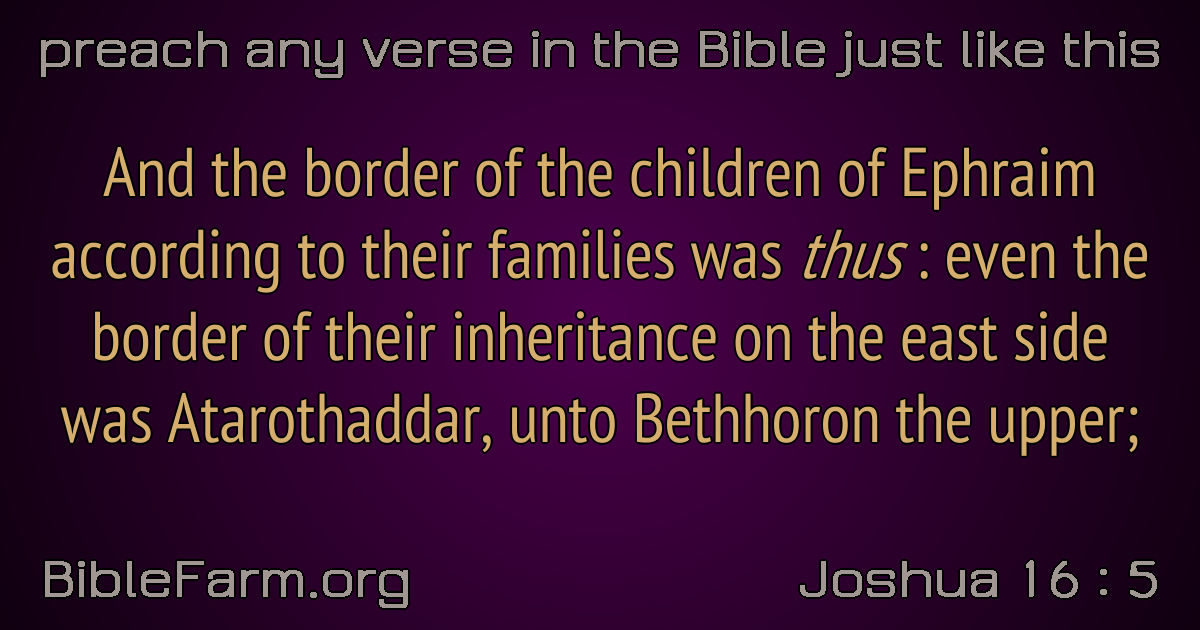 preach any verse in the Bible just like this
And the border of the children of Ephraim
according to their families was thus : even the
border of their inheritance on the east side
was Atarothaddar, unto Bethhoron the upper;
BibleFarm.org
Joshua 16 : 5